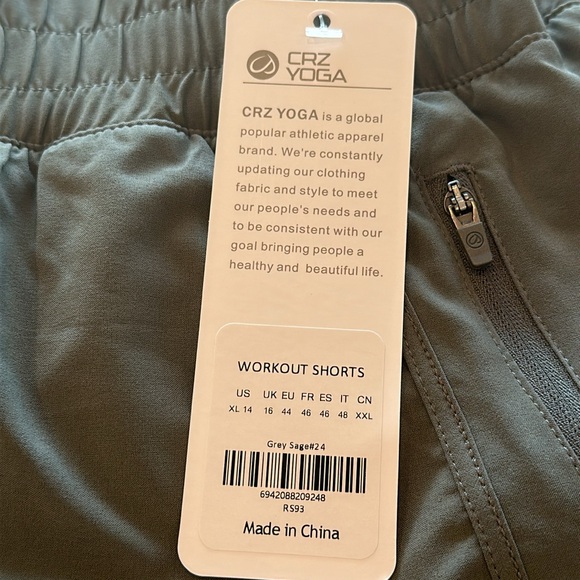 CRZ
YOGA
CRZ YOGA is a global
popular athletic apparel
brand. We're constantly
updating our clothing
fabric and style to meet
our people's needs and
to be consistent with our
goal bringing people a
healthy and beautiful life.
WORKOUT SHORTS
US UK EU FR ES IT CN
XL 14 16 44 46 46 48 XXL
Grey Sage#24
6942088209248
RS93
Made in China